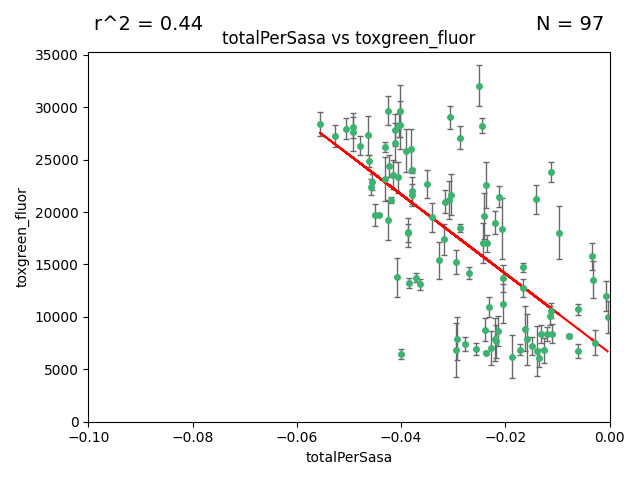 r^2 = 0.44
N = 97
totalPerSasa vs toxgreen_fluor
35000
30000
25000
20000
15000
10000
5000
0
toxgreen_fluor
−0.10
−0.08
−0.06
−0.04
−0.02
0.00
totalPerSasa